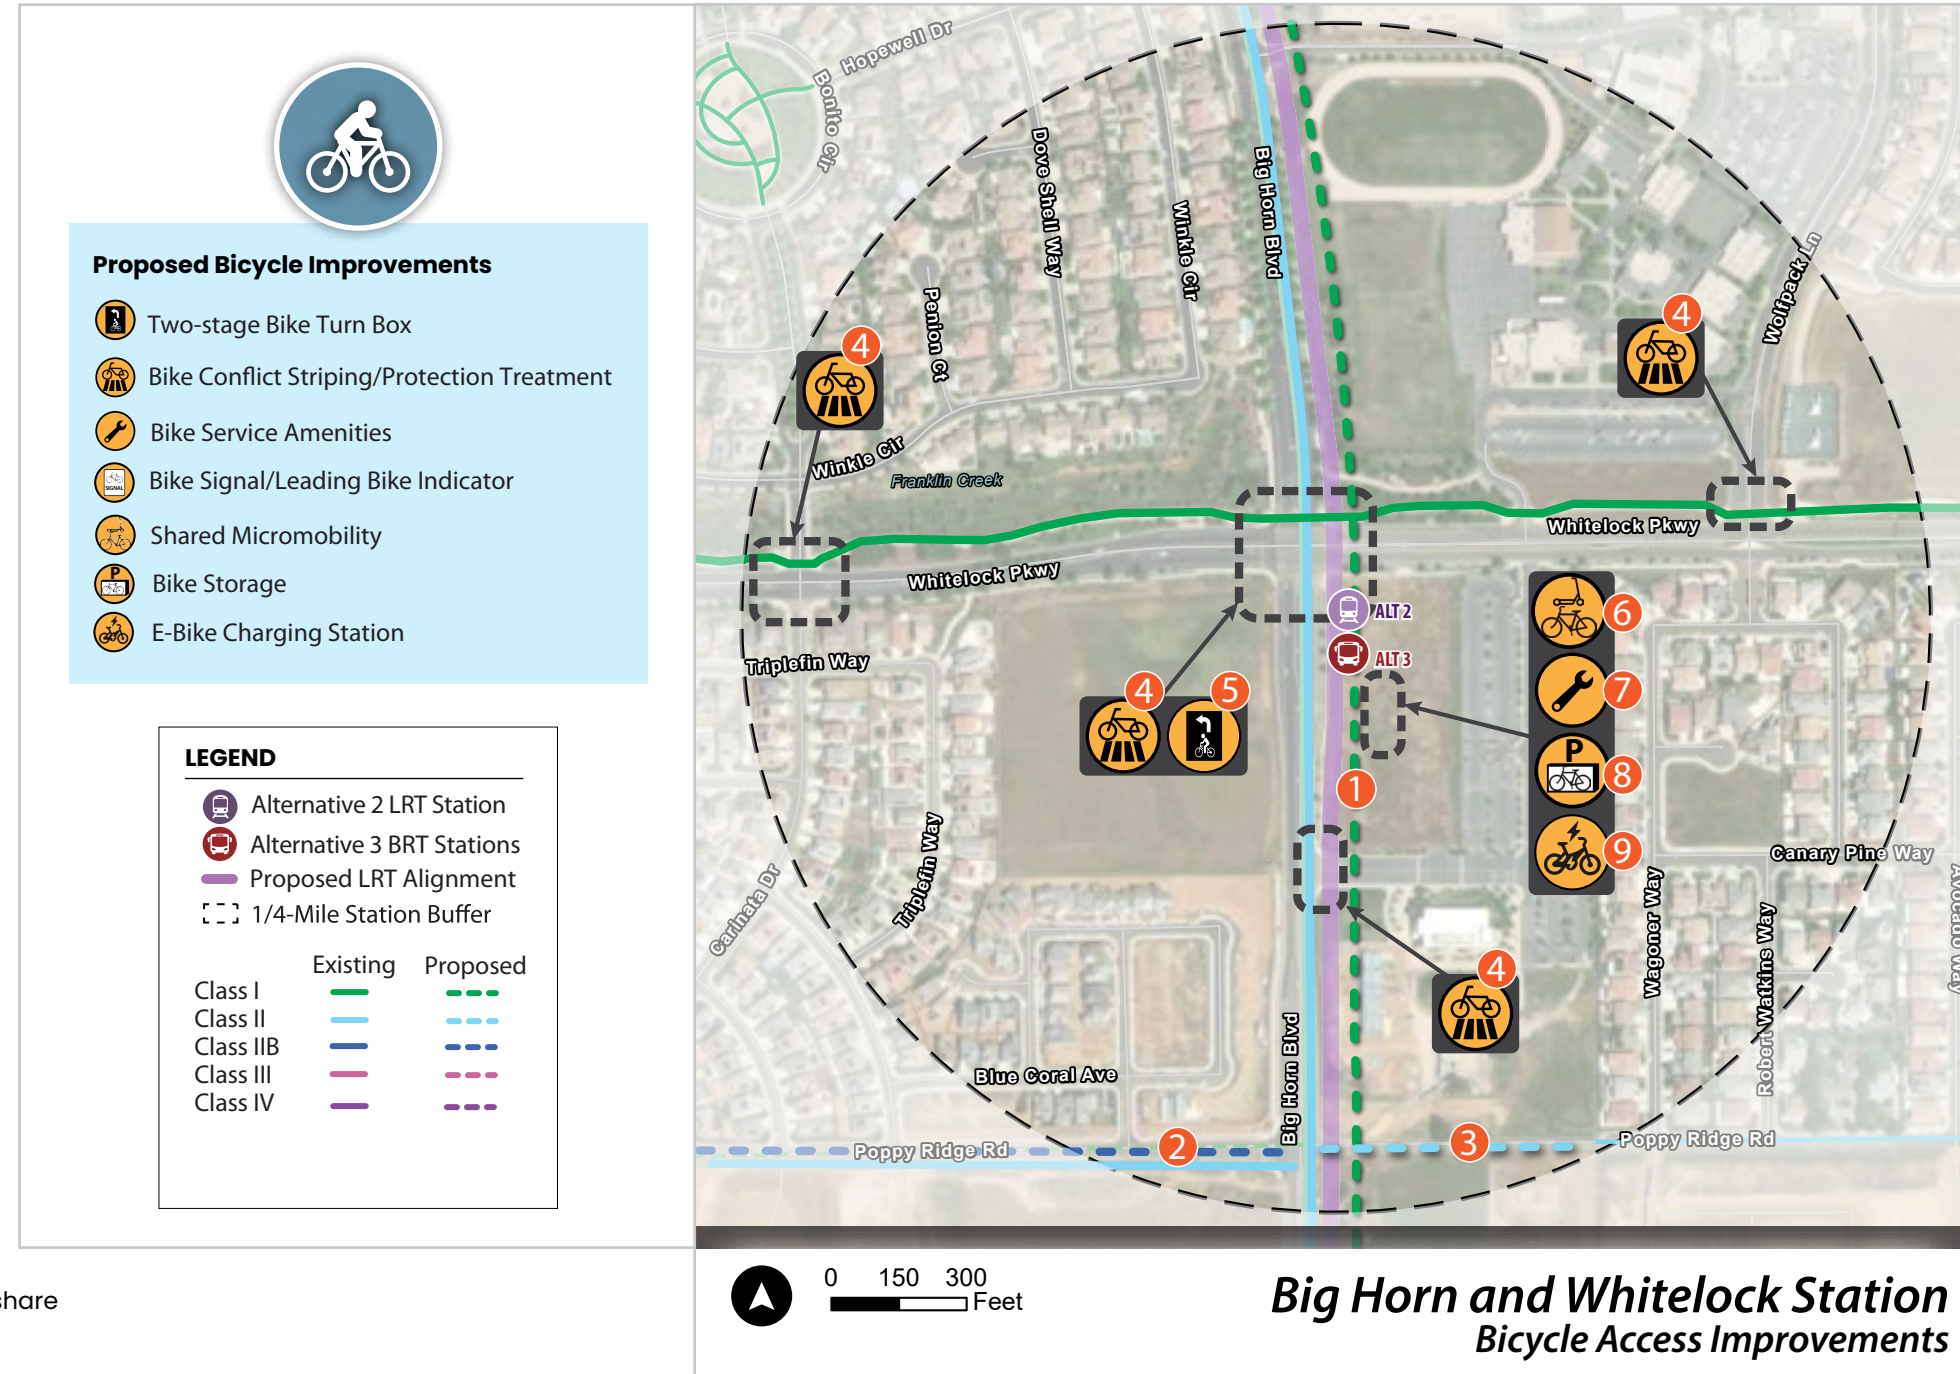 Proposed Bicycle Improvements
Two-stage Bike Turn Box
Bike Conflict Striping/Protection Treatment
Bike Service Amenities
SIGNAL
Bike Signal/Leading Bike Indicator
Shared Micromobility
P
Bike Storage
E-Bike Charging Station
LEGEND
Alternative 2 LRT Station
Alternative 3 BRT Stations
Proposed LRT Alignment
1/4-Mile Station Buffer
Existing Proposed
Class I
Class II
Class IIB
Class III
Class IV
share
Hopewell Dr
Bonito Cir
Dove Shell Way
Winkle Cir
Big Horn Blvd
Penion Ct
Wolfpack Ln
4
4
Winkle Cir
Franklin Creek
Whitelock Pkwy
Whitelock Pkwy
ALT 2
ALT 3
Triplefin Way
4
5
6
7
P
8
9
1
Triplefin Way
Carinata Dr
Canary Pine Way
Avocado Way
Wagoner Way
Robert Watkins Way
4
Big Horn Blvd
Blue Coral Ave
Poppy Ridge Rd
2
3
Poppy Ridge Rd
0 150 300
Feet
Big Horn and Whitelock Station
Bicycle Access Improvements